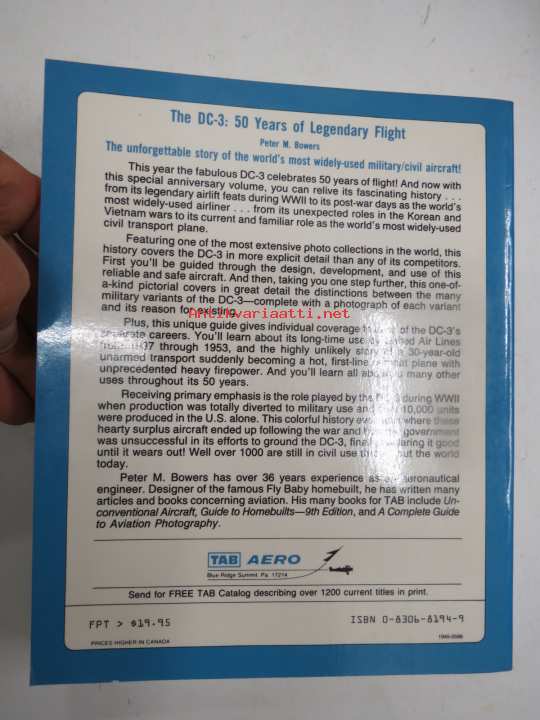 The DC-3: 50 Years of Legendary Flight
Peter M. Bowers
The unforgettable story of the world's most widely-used military/civil aircraft!
This year the fabulous DC-3 celebrates 50 years of flight! And now with
this special anniversary volume, you can relive its fascinating history . . .
from its legendary airlift feats during WWII to its post-war days as the world's
most widely-used airliner . . . from its unexpected roles in the Korean and
Vietnam wars to its current and familiar role as the world's most widely-used
civil transport plane.
Featuring one of the most extensive photo collections in the world, this
history covers the DC-3 in more explicit detail than any of its competitors.
First you'll be guided through the design, development, and use of this
reliable and safe aircraft. And then, taking you one step further, this one-of-
a-kind pictorial covers in great detail the distinctions between the many
military variants of the DC-3—complete with a photograph of each variant
and its reason for existing.
Antikvariaatti.net
Plus, this unique guide gives individual coverage of the DC-3's
careers. You'll learn about its long-time use Air Lines
through 1953, and the highly unlikely 30-year-old
unarmed transport suddenly becoming a hot, first-line plane with
unprecedented heavy firepower. And you'll learn all many other
uses throughout its 50 years.
Receiving primary emphasis is the role played by the during WWII
when production was totally diverted to military use and 10,000 units
were produced in the U.S. alone. This colorful history even where these
hearty surplus aircraft ended up following the war and government
was unsuccessful in its efforts to ground the DC-3, it good
until it wears out! Well over 1000 are still in civil use the world
today.
Peter M. Bowers has over 36 years experience as aeronautical
engineer. Designer of the famous Fly Baby homebuilt, he has written many
articles and books concerning aviation. His many books for TAB include Un-
conventional Aircraft, Guide to Homebuilts—9th Edition, and A Complete Guide
to Aviation Photography.
TAB AERO
Blue Ridge Summit, Pa. 17214
Send for FREE TAB Catalog describing over 1200 current titles in print.
FPT > $19.95
ISBN 0-8306-8194-9
PRICES HIGHER IN CANADA